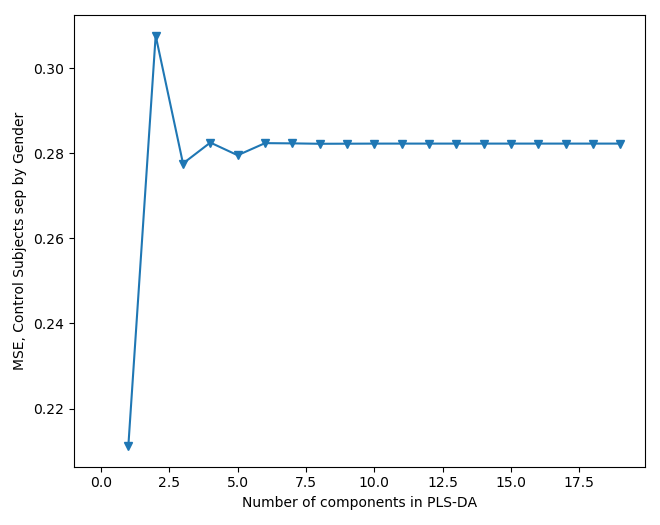 MSE, Control Subjects sep by Gender
0.30
0.28
0.26
0.24
0.22
0.0 2.5 5.0 7.5 10.0 12.5 15.0 17.5
Number of components in PLS-DA